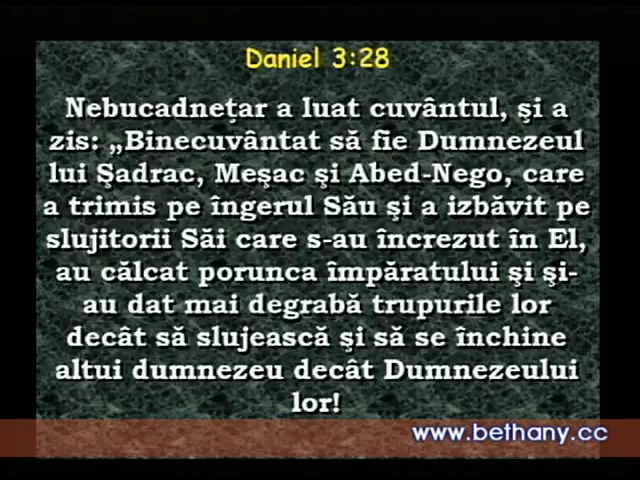 Daniel 3:28
Nebucadneţar a luat cuvântul, şi a
zis: „Binecuvântat să fie Dumnezeul
lui Şadrac, Meşac şi Abed-Nego, care
a trimis pe îngerul Său şi a izbăvit pe
slujitorii Săi care s-au încrezut în El,
au călcat porunca împăratului şi şi-
au dat mai degrabă trupurile lor
decât să slujească şi să se închine
altui dumnezeu decât Dumnezeului
lor!
www.bethany.cc